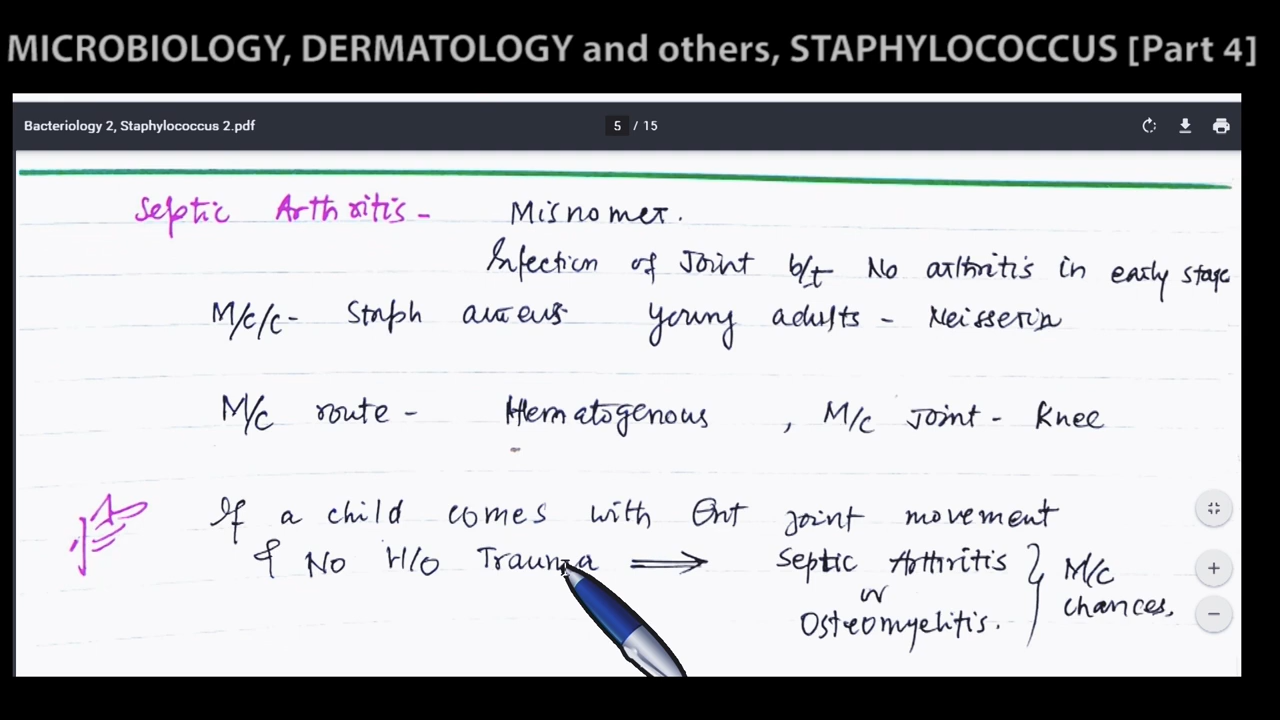 MICROBIOLOGY, DERMATOLOGY and others, STAPHYLOCOCCUS [Part 4]
Bacteriology 2, Staphylococcus 2.pdf 5 / 15
Septic Arthritis - Misnomer.
Infection of Joint b/t No arthritis in early stage
M/c/c - Staph aureus Young adults - Neisseria
M/c route - Hematogenous , M/c Joint - Knee
If a child comes with joint movement
& No H/O Trauma ⟹ Septic Arthritis } M/c
or chances.
Osteomyelitis.